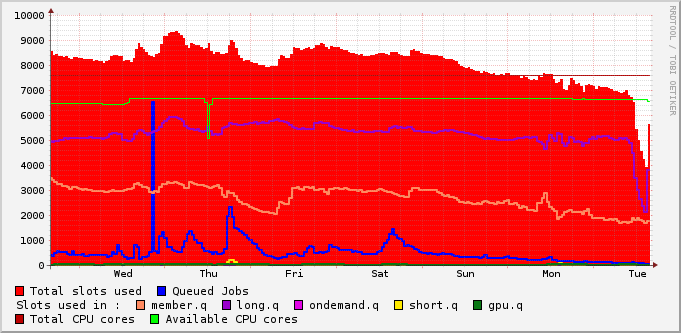 10000
9000
8000
7000
6000
5000
4000
3000
2000
1000
0
Wed Thu Fri Sat Sun Mon Tue
Total slots used Queued Jobs
Slots used in : member.q long.q ondemand.q short.q gpu.q
Total CPU cores Available CPU cores
RRDTOOL / TOBI OETIKER